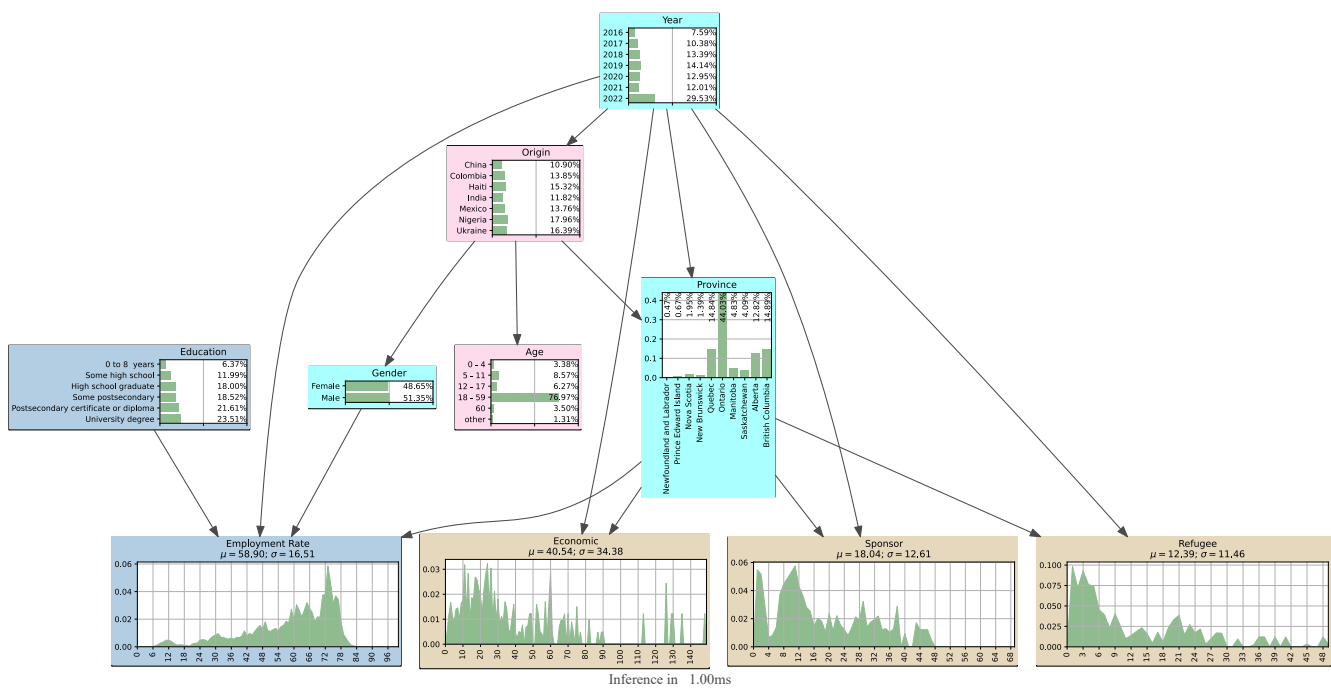 Year
2016 7.59%
2017 10.38%
2018 13.39%
2019 14.14%
2020 12.95%
2021 12.01%
2022 29.53%
Origin
China 10.90%
Colombia 13.85%
Haiti 15.32%
India 11.82%
Mexico 13.76%
Nigeria 17.96%
Ukraine 16.39%
Province
0.47% 0.67% 1.95% 1.39% 14.84% 44.03% 4.83% 4.09% 12.82% 14.89%
0.4
0.3
0.2
0.1
0.0
Newfoundland and Labrador
Prince Edward Island
Nova Scotia
New Brunswick
Quebec
Ontario
Manitoba
Saskatchewan
Alberta
British Columbia
Education
0 to 8 years 6.37%
Some high school 11.99%
High school graduate 18.00%
Some postsecondary 18.52%
Postsecondary certificate or diploma 21.61%
University degree 23.51%
Gender
Female 48.65%
Male 51.35%
Age
0 – 4 3.38%
5 – 11 8.57%
12 – 17 6.27%
18 – 59 76.97%
60 3.50%
other 1.31%
Employment Rate
μ = 58,90; σ = 16,51
0.06
0.04
0.02
0.00
0 6 12 18 24 30 36 42 48 54 60 66 72 78 84 90 96
Economic
μ = 40.54; σ = 34.38
0.03
0.02
0.01
0.00
0 10 20 30 40 50 60 70 80 90 100 110 120 130 140
Sponsor
μ = 18,04; σ = 12,61
0.06
0.04
0.02
0.00
0 4 8 12 16 20 24 28 32 36 40 44 48 52 56 60 64 68
Refugee
μ = 12,39; σ = 11,46
0.100
0.075
0.050
0.025
0.000
0 3 6 9 12 15 18 21 24 27 30 33 36 39 42 45 48
Inference in 1.00ms